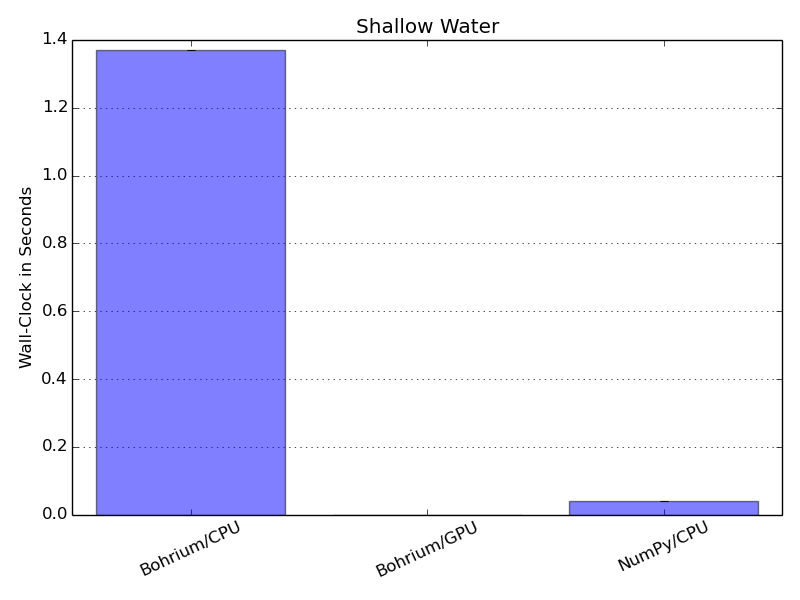 Shallow Water
Wall-Clock in Seconds
1.4
1.2
1.0
0.8
0.6
0.4
0.2
0.0
Bohrium/CPU
Bohrium/GPU
NumPy/CPU